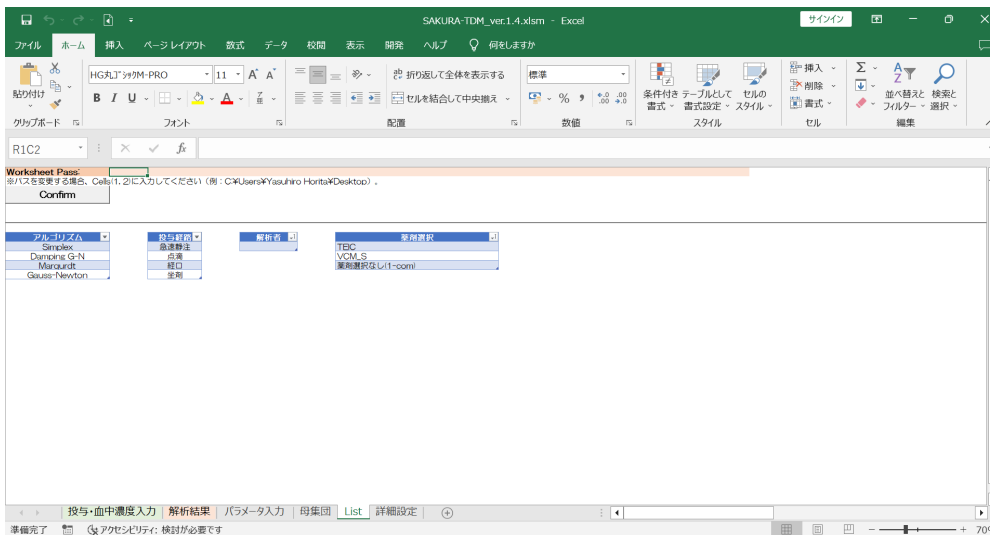 SAKURA-TDM_ver.1.4.xlsm - Excel
サインイン
ファイル ホーム 挿入 ページ レイアウト 数式 データ 校閲 表示 開発 ヘルプ 何をしますか
貼り付け
HG丸ｺﾞｼｯｸM-PRO 11 A A
B I U A
折り返して全体を表示する
セルを結合して中央揃え
標準
% 9 .00 .00
条件付き書式
テーブルとして書式設定
セルのスタイル
挿入
削除
書式
Σ
並べ替えとフィルター
検索と選択
クリップボード フォント 配置 数値 スタイル セル 編集
R1C2 fx
Worksheet Pass:
※パスを変更する場合、Cells(1, 2)に入力してください（例：C¥Users¥Yasuhiro Horita¥Desktop）。
Confirm
アルゴリズム 投与経路 解析者 薬剤選択
Simplex 急速静注 TEIC
Damping G-N 点滴 VCM_S
Marqurdt 経口 薬剤選択なし(1-com)
Gauss-Newton 坐剤
投与・血中濃度入力 解析結果 パラメータ入力 母集団 List 詳細設定
準備完了 アクセシビリティ: 検討が必要です 70%